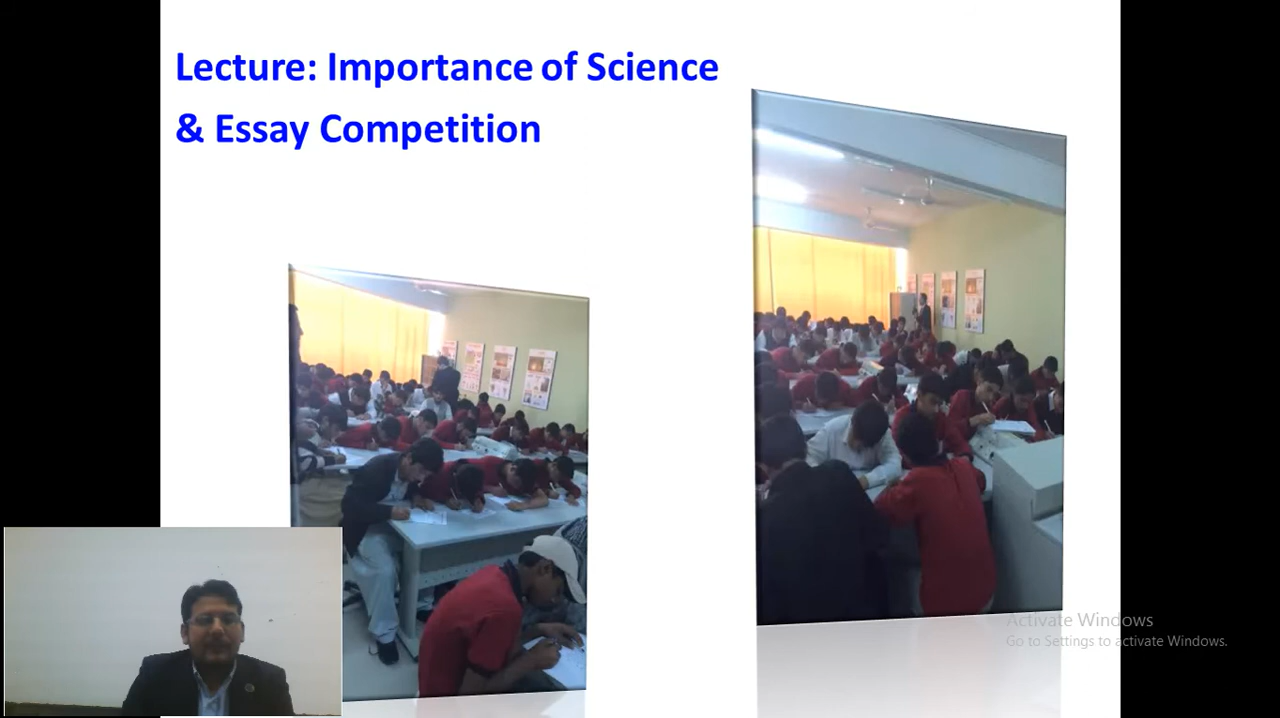 Lecture: Importance of Science
& Essay Competition
Activate Windows
Go to Settings to activate Windows.